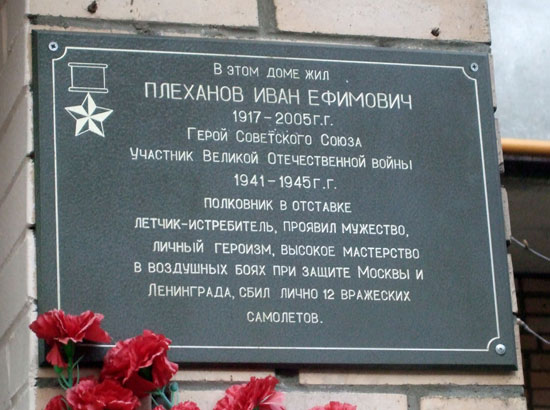 В этом доме жил
Плеханов Иван Ефимович
1917-2005г.г.
Герой Советского Союза
Участник Великой Отечественной войны
1941-1945г.г.
полковник в отставке
летчик-истребитель, проявил мужество,
личный героизм, высокое мастерство
в воздушных боях при защите Москвы и
Ленинграда, сбил лично 12 вражеских
самолетов.